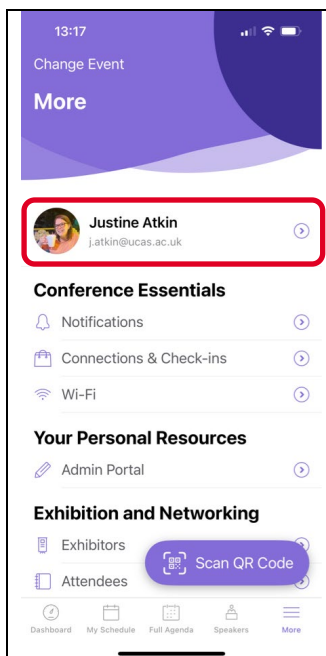 13:17
Change Event
More
Justine Atkin
j.atkin@ucas.ac.uk
Conference Essentials
Notifications
Connections & Check-ins
Wi-Fi
Your Personal Resources
Admin Portal
Exhibition and Networking
Exhibitors
Scan QR Code
Attendees
Dashboard My Schedule Full Agenda Speakers More